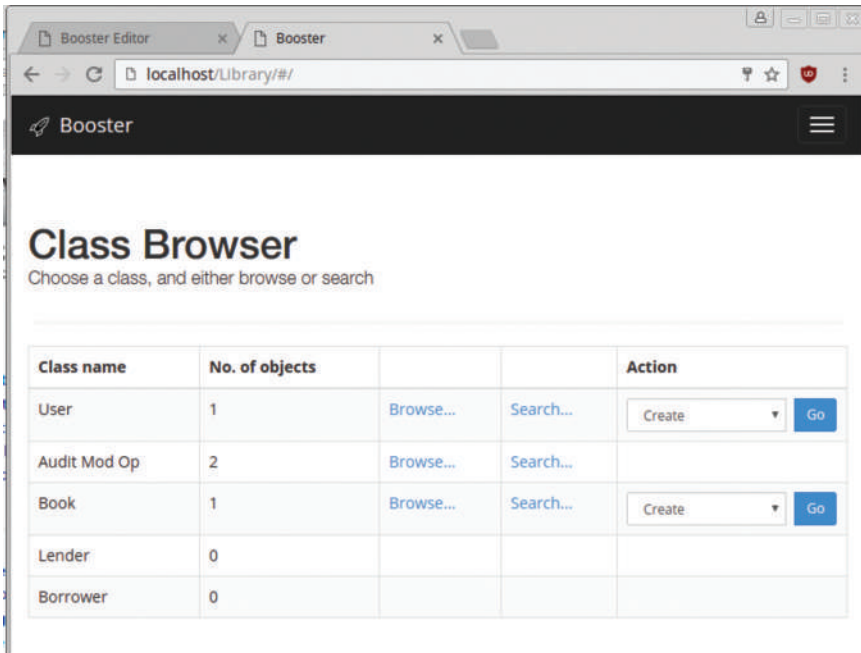 Booster Editor Booster
localhost/Library/#/
Booster
Class Browser
Choose a class, and either browse or search
Class name No. of objects Action
User 1 Browse... Search... Create Go
Audit Mod Op 2 Browse... Search...
Book 1 Browse... Search... Create Go
Lender 0
Borrower 0